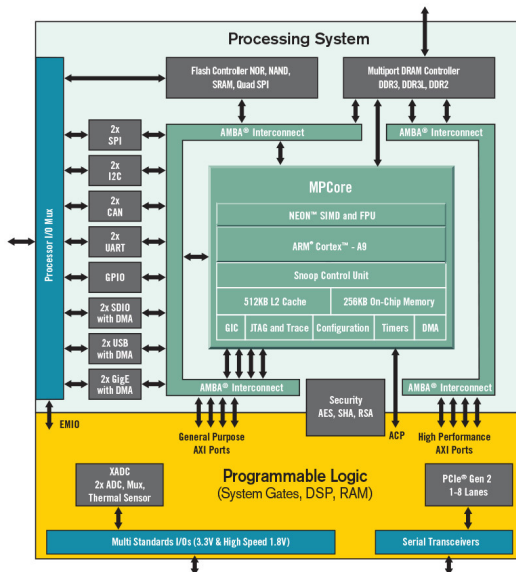 Processing System
Flash Controller NOR, NAND,
SRAM, Quad SPI
Multiport DRAM Controller
DDR3, DDR3L, DDR2
Processor I/O Mux
2x
SPI
2x
I2C
2x
CAN
2x
UART
GPIO
2x SDIO
with DMA
2x USB
with DMA
2x GigE
with DMA
AMBA® Interconnect
AMBA® Interconnect
MPCore
NEON™ SIMD and FPU
ARM® Cortex™ - A9
Snoop Control Unit
512KB L2 Cache
256KB On-Chip Memory
GIC
JTAG and Trace
Configuration
Timers
DMA
AMBA® Interconnect
AMBA® Interconnect
Security
AES, SHA, RSA
EMIO
General Purpose
AXI Ports
ACP
High Performance
AXI Ports
Programmable Logic
(System Gates, DSP, RAM)
XADC
2x ADC, Mux,
Thermal Sensor
PCIe® Gen 2
1-8 Lanes
Multi Standards I/Os (3.3V & High Speed 1.8V)
Serial Transceivers